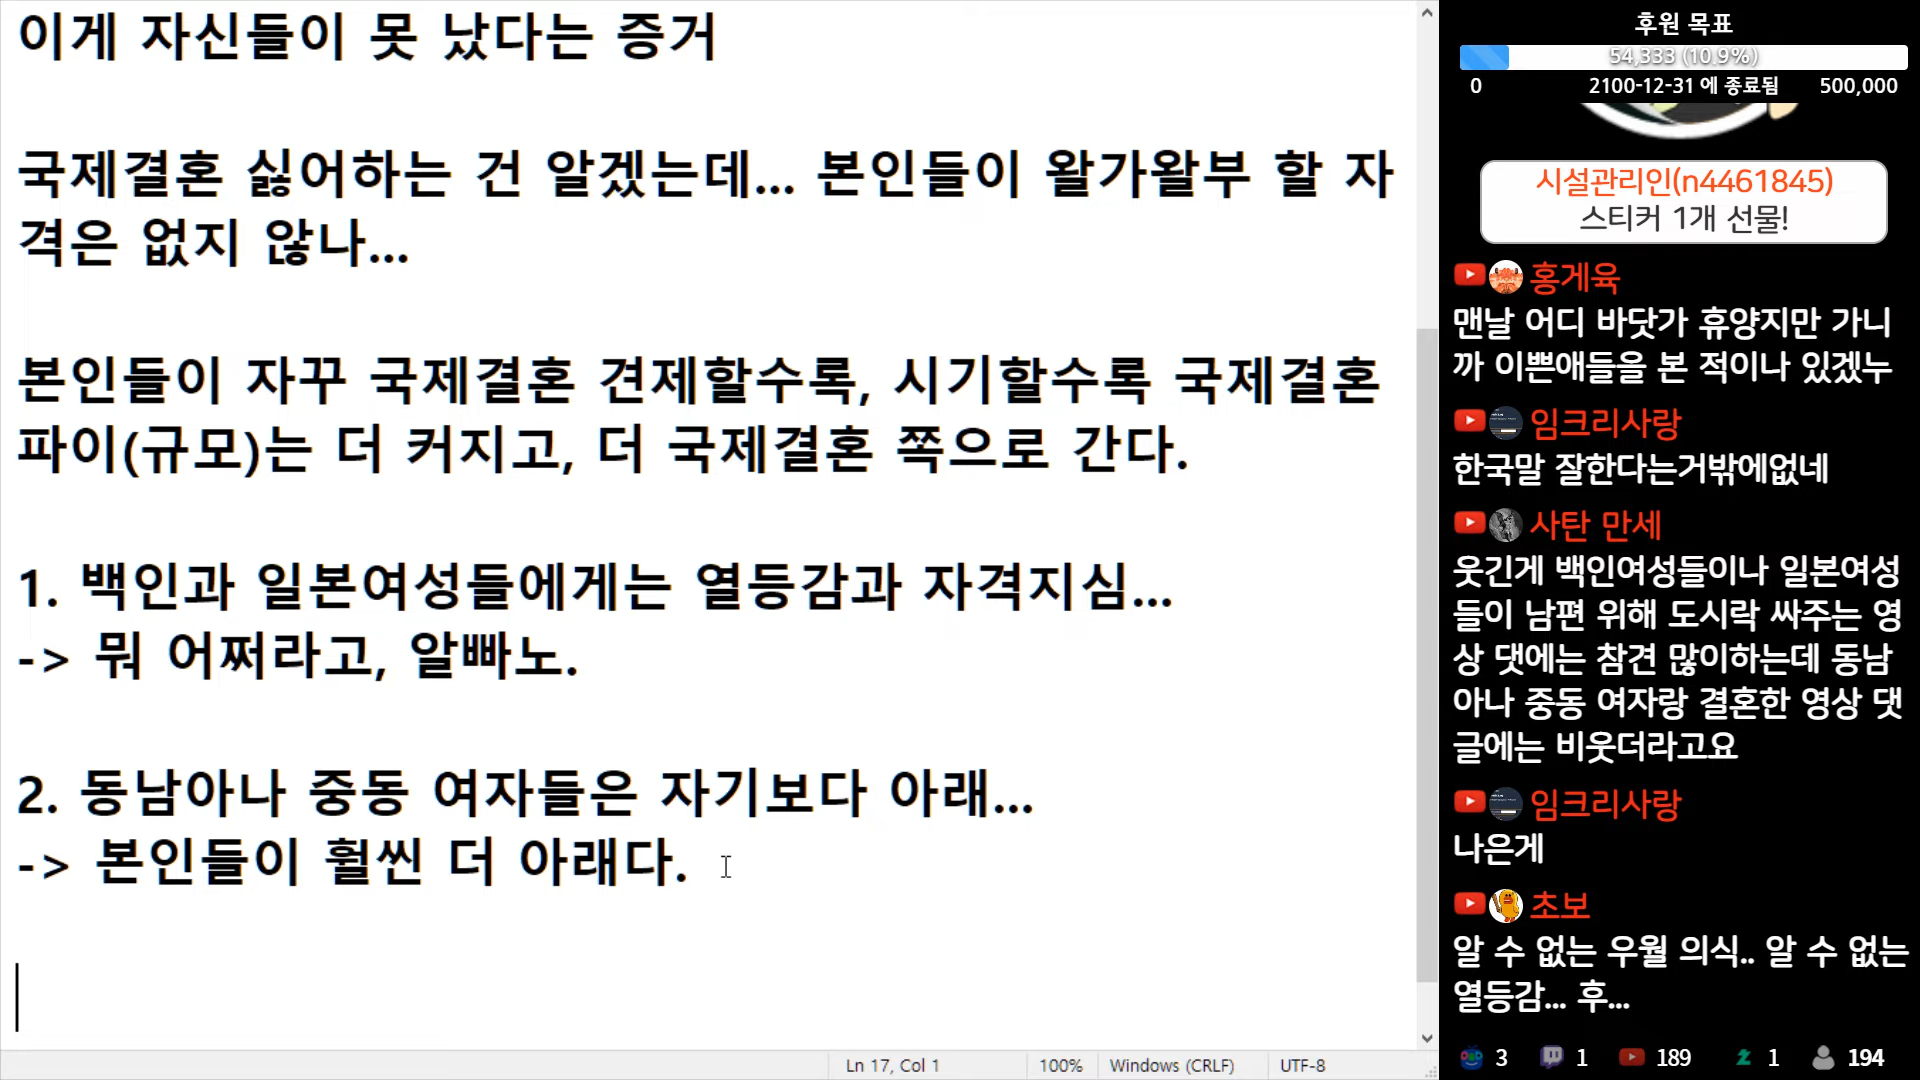 이게 자신들이 못 났다는 증거
국제결혼 싫어하는 건 알겠는데... 본인들이 왈가왈부 할 자
격은 없지 않나...
본인들이 자꾸 국제결혼 견제할수록, 시기할수록 국제결혼
파이(규모)는 더 커지고, 더 국제결혼 쪽으로 간다.
1. 백인과 일본여성들에게는 열등감과 자격지심...
-> 뭐 어쩌라고, 알빠노.
2. 동남아나 중동 여자들은 자기보다 아래...
-> 본인들이 훨씬 더 아래다.
Ln 17, Col 1
100%
Windows (CRLF)
UTF-8
후원 목표
54,333 (10.9%)
0
2100-12-31 에 종료됨
500,000
시설관리인(n4461845)
스티커 1개 선물!
홍게육
맨날 어디 바닷가 휴양지만 가니
까 이쁜애들을 본 적이나 있겠누
임크리사랑
한국말 잘한다는거밖에없네
사탄 만세
웃긴게 백인여성들이나 일본여성
들이 남편 위해 도시락 싸주는 영
상 댓에는 참견 많이하는데 동남
아나 중동 여자랑 결혼한 영상 댓
글에는 비웃더라고요
임크리사랑
나은게
초보
알 수 없는 우월 의식.. 알 수 없는
열등감... 후...
3
1
189
1
194